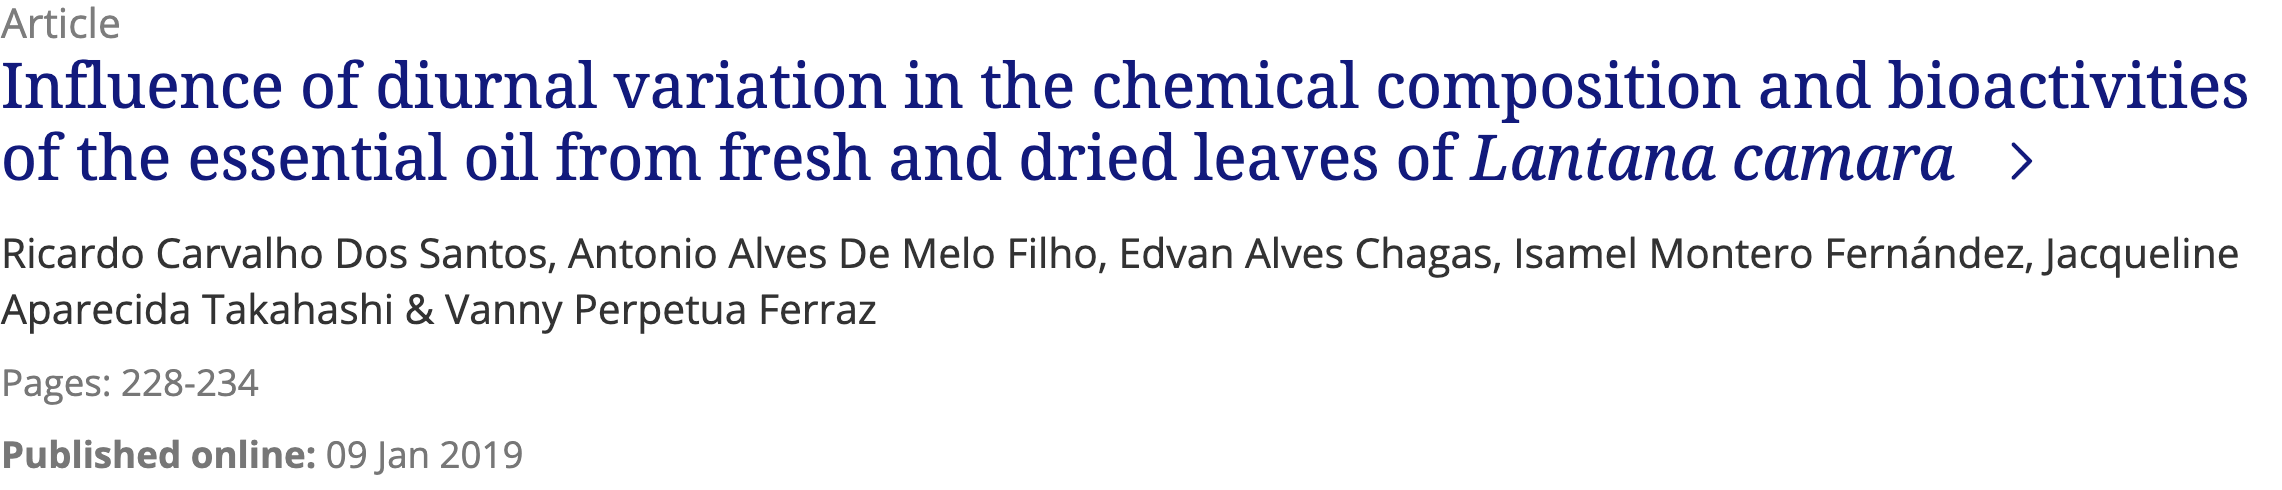 Article
Influence of diurnal variation in the chemical composition and bioactivities
of the essential oil from fresh and dried leaves of Lantana camara >
Ricardo Carvalho Dos Santos, Antonio Alves De Melo Filho, Edvan Alves Chagas, Isamel Montero Fernández, Jacqueline
Aparecida Takahashi & Vanny Perpetua Ferraz
Pages: 228-234
Published online: 09 Jan 2019